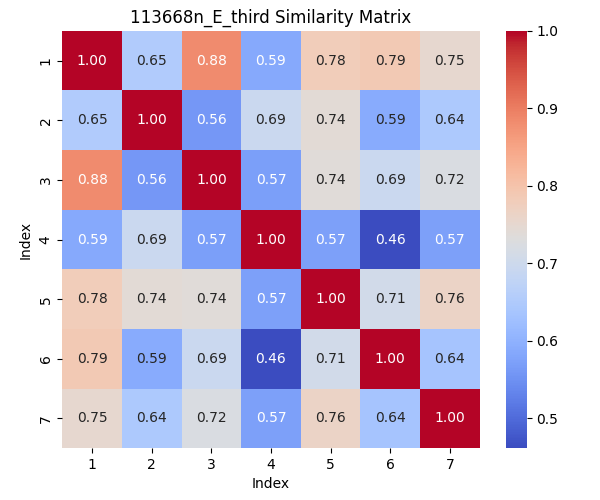 113668n_E_third Similarity Matrix
1 1.00 0.65 0.88 0.59 0.78 0.79 0.75
2 0.65 1.00 0.56 0.69 0.74 0.59 0.64
3 0.88 0.56 1.00 0.57 0.74 0.69 0.72
4 0.59 0.69 0.57 1.00 0.57 0.46 0.57
5 0.78 0.74 0.74 0.57 1.00 0.71 0.76
6 0.79 0.59 0.69 0.46 0.71 1.00 0.64
7 0.75 0.64 0.72 0.57 0.76 0.64 1.00
Index
1 2 3 4 5 6 7
Index
1.0
0.9
0.8
0.7
0.6
0.5